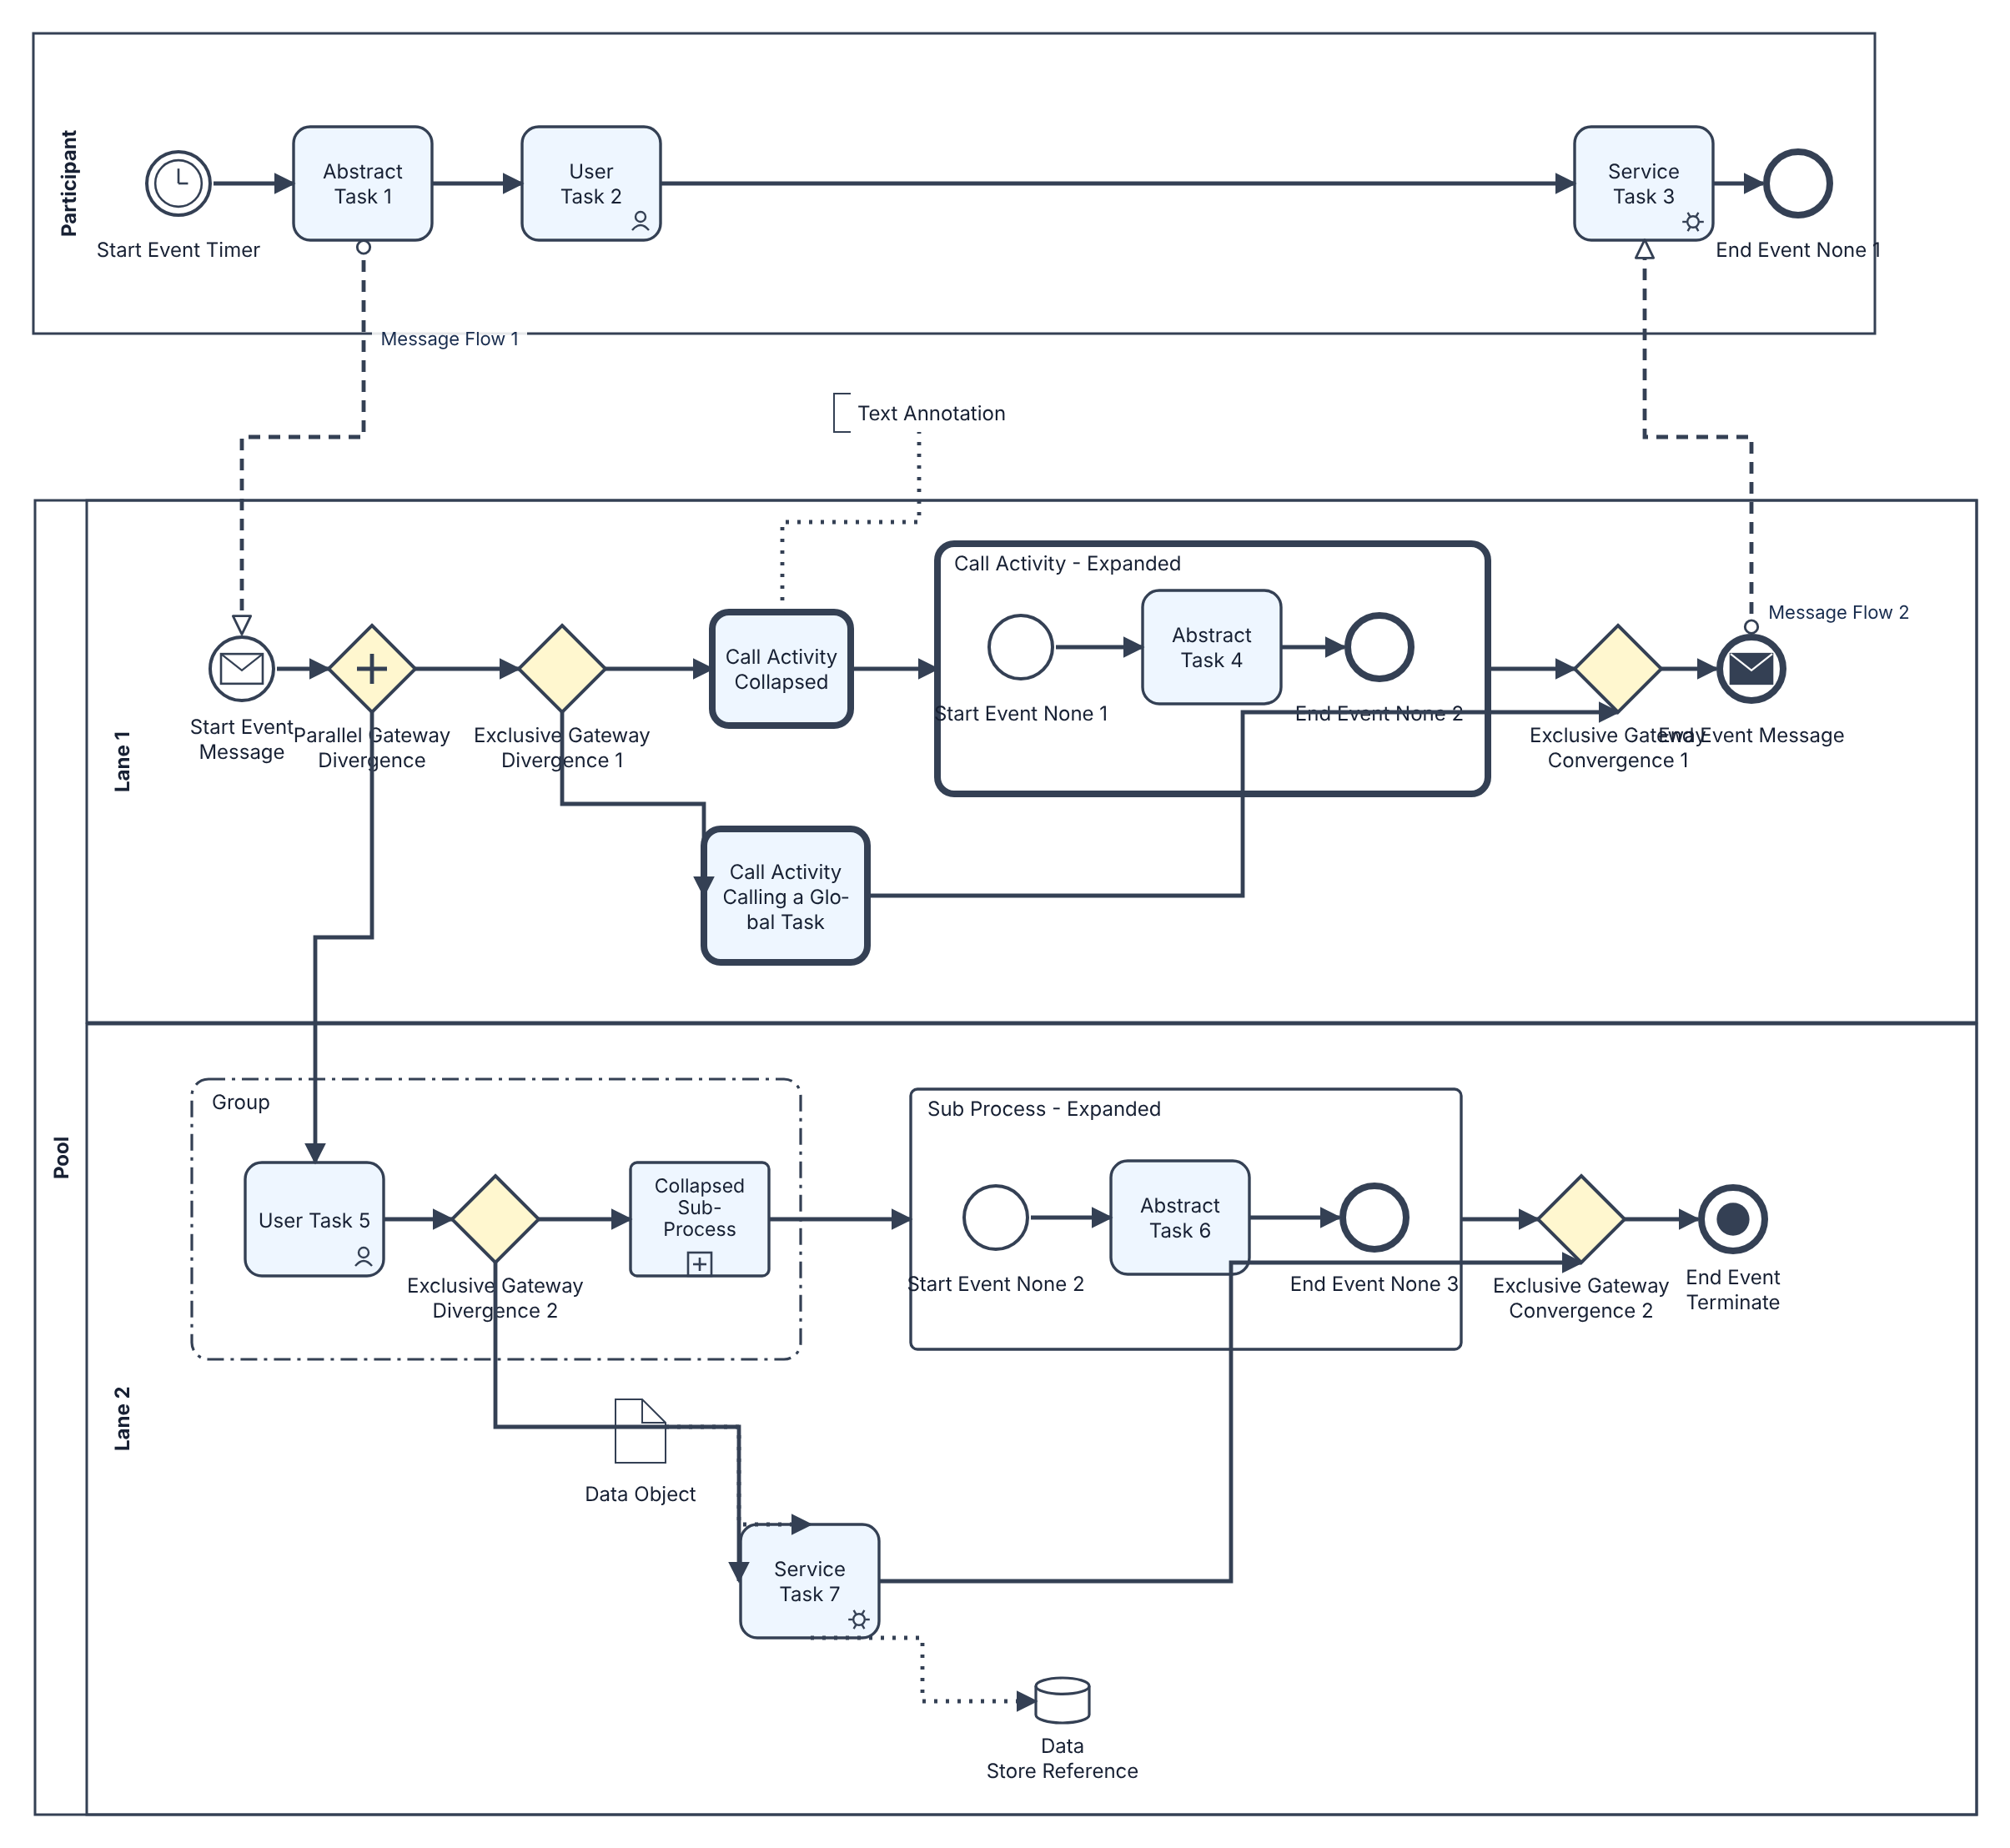 Participant
Abstract
Task 1
User
Task 2
Service
Task 3
Start Event Timer
End Event None 1
Message Flow 1
Text Annotation
Pool
Lane 1
Call Activity - Expanded
Message Flow 2
Abstract
Task 4
Call Activity
Collapsed
Start Event None 1
End Event None 2
Start Event
Message
Parallel Gateway
Divergence
Exclusive Gateway
Divergence 1
Exclusive Gateway
Convergence 1
End Event Message
Call Activity
Calling a Glo-
bal Task
Lane 2
Group
Sub Process - Expanded
User Task 5
Collapsed
Sub-
Process
Abstract
Task 6
Exclusive Gateway
Divergence 2
Start Event None 2
End Event None 3
Exclusive Gateway
Convergence 2
End Event
Terminate
Data Object
Service
Task 7
Data
Store Reference